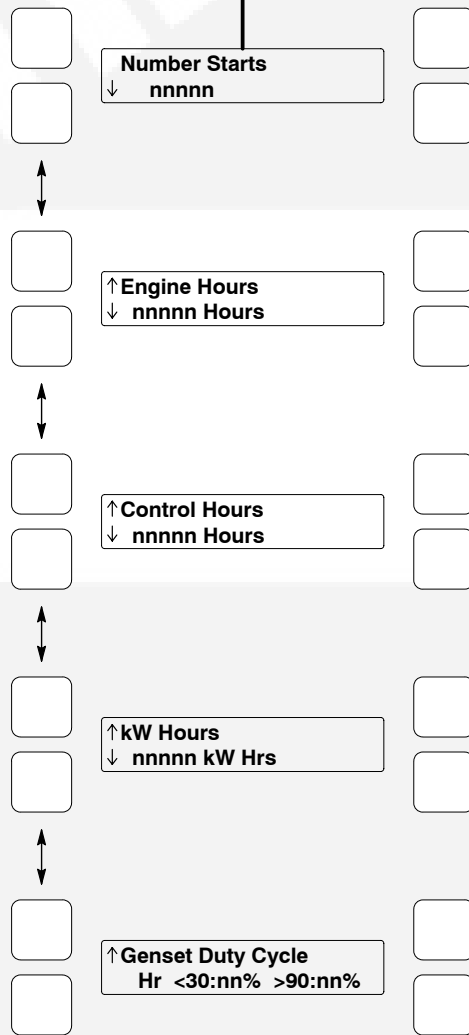 Number Starts
↓ nnnnn
↑Engine Hours
↓ nnnnn Hours
↑Control Hours
↓ nnnnn Hours
↑kW Hours
↓ nnnnn kW Hrs
↑Genset Duty Cycle
Hr <30:nn% >90:nn%